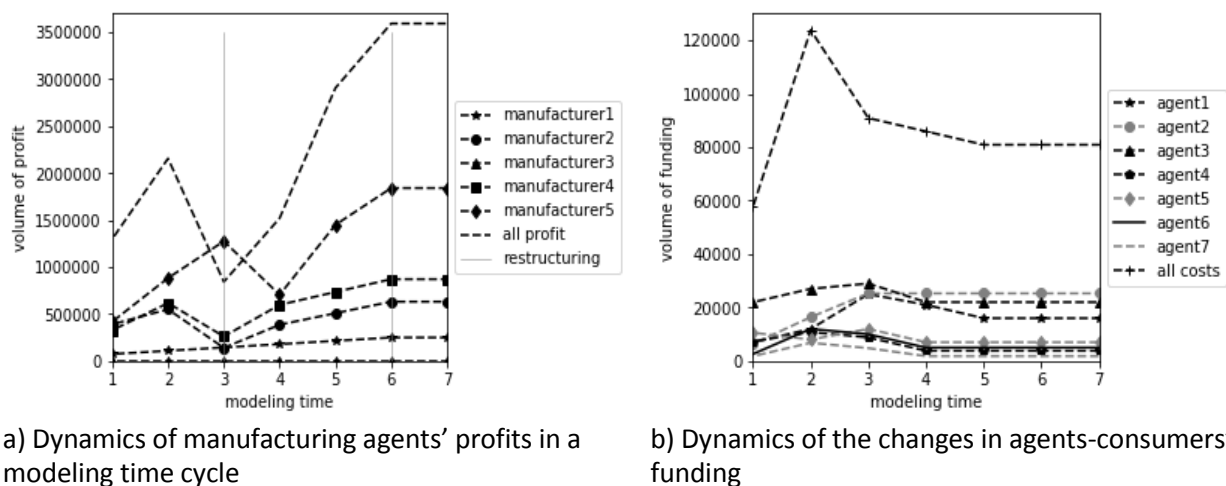 3500000
3000000
2500000
2000000
1500000
1000000
500000
0
volume of profit
1 2 3 4 5 6 7
modeling time
manufacturer1
manufacturer2
manufacturer3
manufacturer4
manufacturer5
all profit
restructuring
a) Dynamics of manufacturing agents’ profits in a
modeling time cycle
120000
100000
80000
60000
40000
20000
0
volume of funding
1 2 3 4 5 6 7
modeling time
agent1
agent2
agent3
agent4
agent5
agent6
agent7
all costs
b) Dynamics of the changes in agents-consumers’
funding